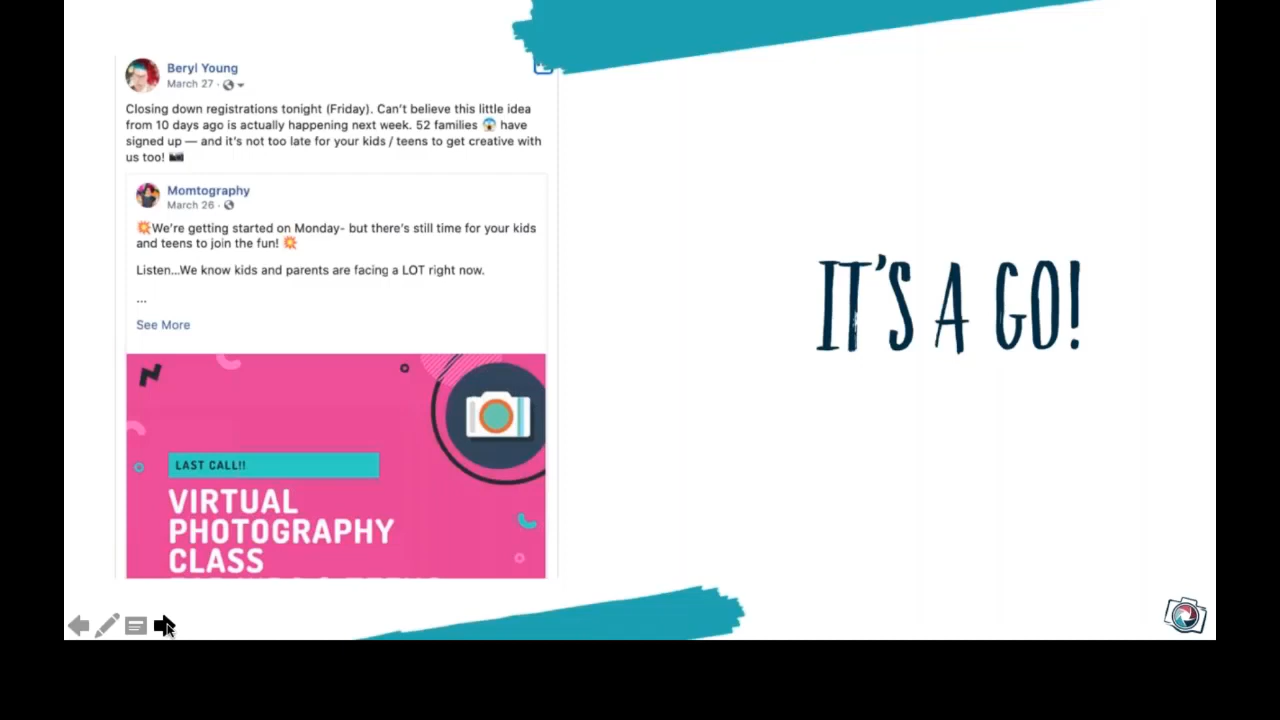 Beryl Young
March 27 ·
Closing down registrations tonight (Friday). Can't believe this little idea
from 10 days ago is actually happening next week. 52 families 😱 have
signed up — and it's not too late for your kids / teens to get creative with
us too! 📸
Momtography
March 26 ·
💥We're getting started on Monday- but there's still time for your kids
and teens to join the fun! 💥
Listen...We know kids and parents are facing a LOT right now.
...
See More
LAST CALL!!
VIRTUAL
PHOTOGRAPHY
CLASS
IT'S A GO!